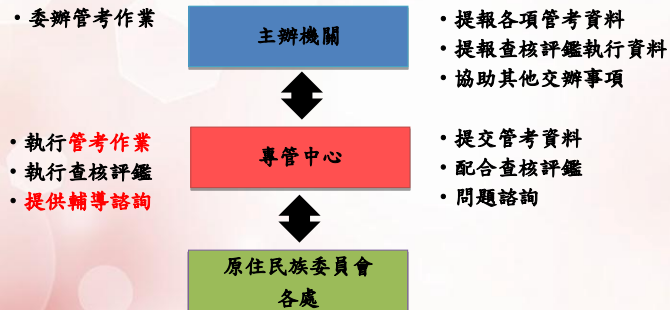 • 委辦管考作業
主辦機關
• 提報各項管考資料
• 提報查核評鑑執行資料
• 協助其他交辦事項
• 執行管考作業
• 執行查核評鑑
• 提供輔導諮詢
專管中心
• 提交管考資料
• 配合查核評鑑
• 問題諮詢
原住民族委員會
各處